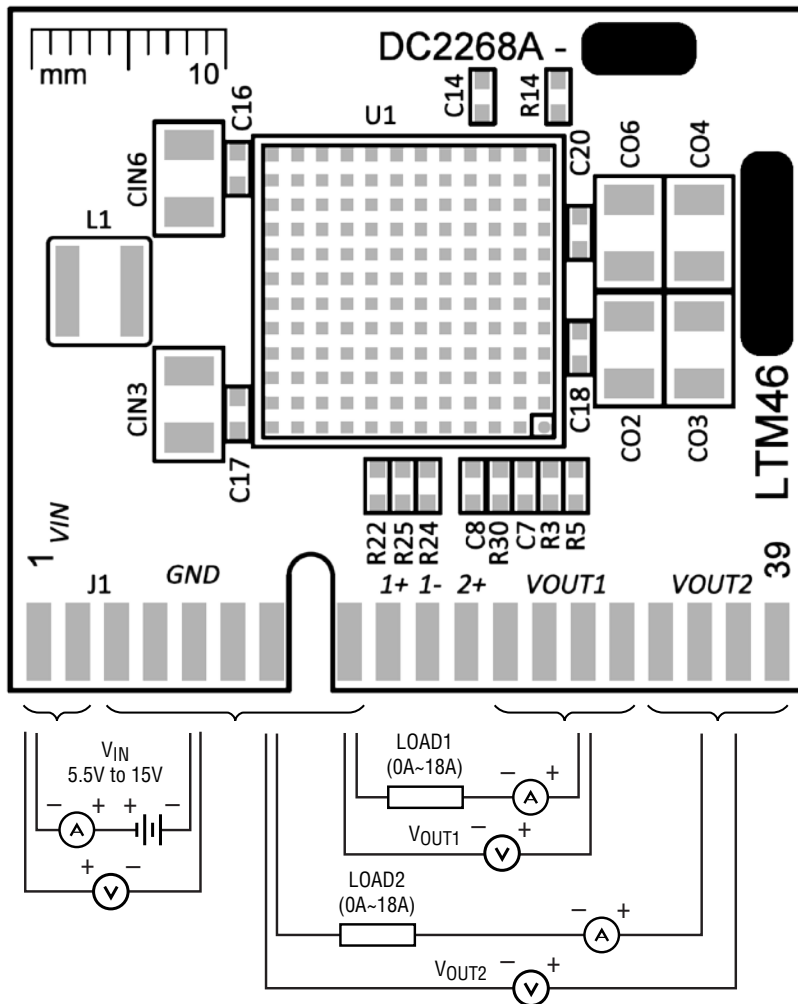 DC2268A -
mm 10
C16
C14
R14
U1
C20
CO6
CO4
CIN6
L1
CIN3
C17
C18
CO2
CO3
LTM46
R22
R25
R24
C8
R30
C7
R3
R5
1
VIN
39
J1
GND
1+ 1- 2+
VOUT1
VOUT2
VIN
5.5V to 15V
− + + −
A
+ −
V
LOAD1
(0A~18A)
− +
A
VOUT1
− +
V
LOAD2
(0A~18A)
− +
A
VOUT2
− +
V